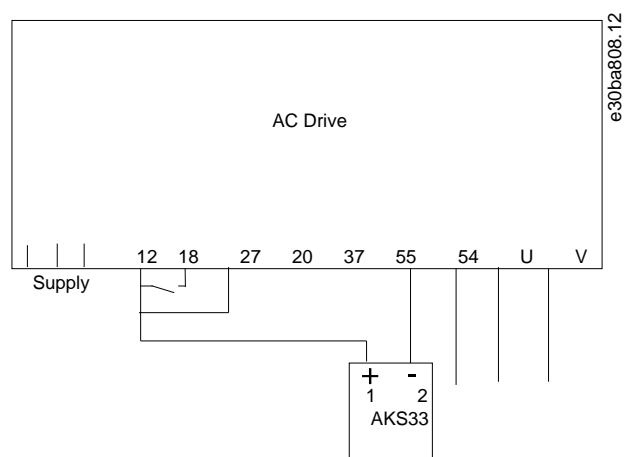 e30ba808.12
AC Drive
12 18 27 20 37 55 54 U V
Supply
+ -
1 2
AKS33